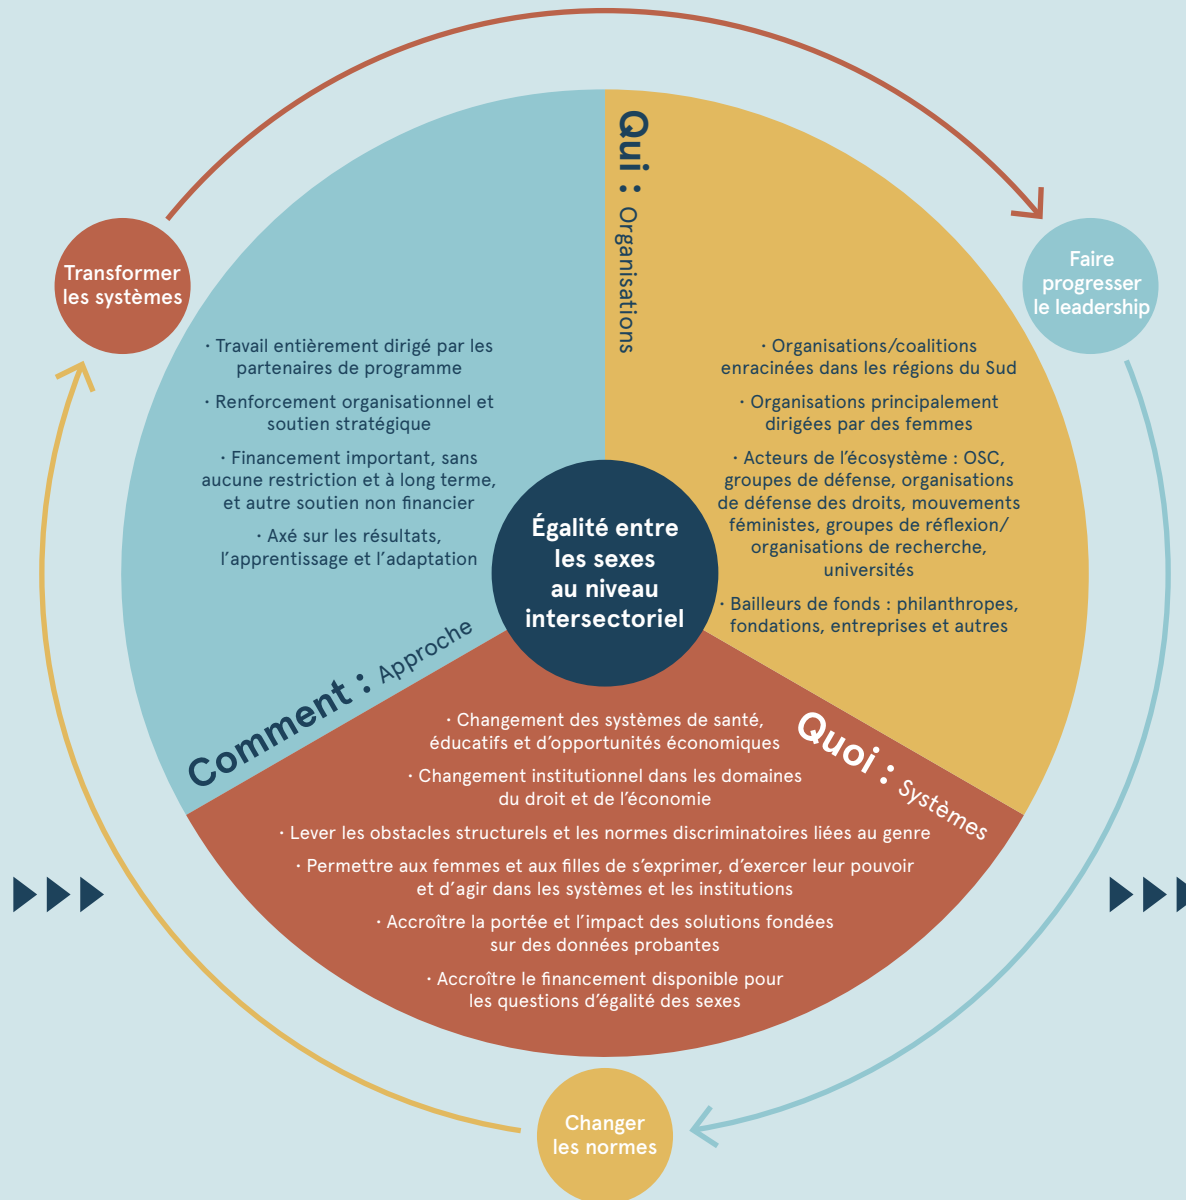 Transformer
les systèmes
Faire
progresser
le leadership
Qui : Organisations
· Organisations/coalitions
enracinées dans les régions du Sud
· Organisations principalement
dirigées par des femmes
· Acteurs de l’écosystème : OSC,
groupes de défense, organisations
de défense des droits, mouvements
féministes, groupes de réflexion/
organisations de recherche,
universités
· Bailleurs de fonds : philanthropes,
fondations, entreprises et autres
· Travail entièrement dirigé par les
partenaires de programme
· Renforcement organisationnel et
soutien stratégique
· Financement important, sans
aucune restriction et à long terme,
et autre soutien non financier
· Axé sur les résultats,
l’apprentissage et l’adaptation
Comment : Approche
Égalité entre
les sexes
au niveau
intersectoriel
Quoi : Systèmes
· Changement des systèmes de santé,
éducatifs et d’opportunités économiques
· Changement institutionnel dans les domaines
du droit et de l’économie
· Lever les obstacles structurels et les normes discriminatoires liées au genre
· Permettre aux femmes et aux filles de s’exprimer, d’exercer leur pouvoir
et d’agir dans les systèmes et les institutions
· Accroître la portée et l’impact des solutions fondées
sur des données probantes
· Accroître le financement disponible pour
les questions d’égalité des sexes
Changer
les normes